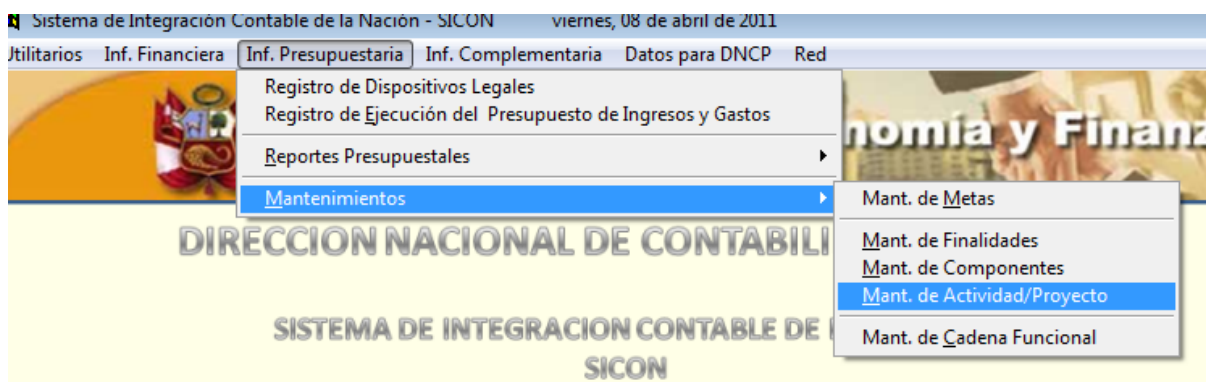 Sistema de Integración Contable de la Nación - SICON viernes, 08 de abril de 2011
Utilitarios Inf. Financiera Inf. Presupuestaria Inf. Complementaria Datos para DNCP Red
Registro de Dispositivos Legales
Registro de Ejecución del Presupuesto de Ingresos y Gastos
Reportes Presupuestales
Mantenimientos
nomía y Finanz
Mant. de Metas
Mant. de Finalidades
Mant. de Componentes
Mant. de Actividad/Proyecto
Mant. de Cadena Funcional
DIRECCION NACIONAL DE CONTABILI
SISTEMA DE INTEGRACION CONTABLE DE
SICON